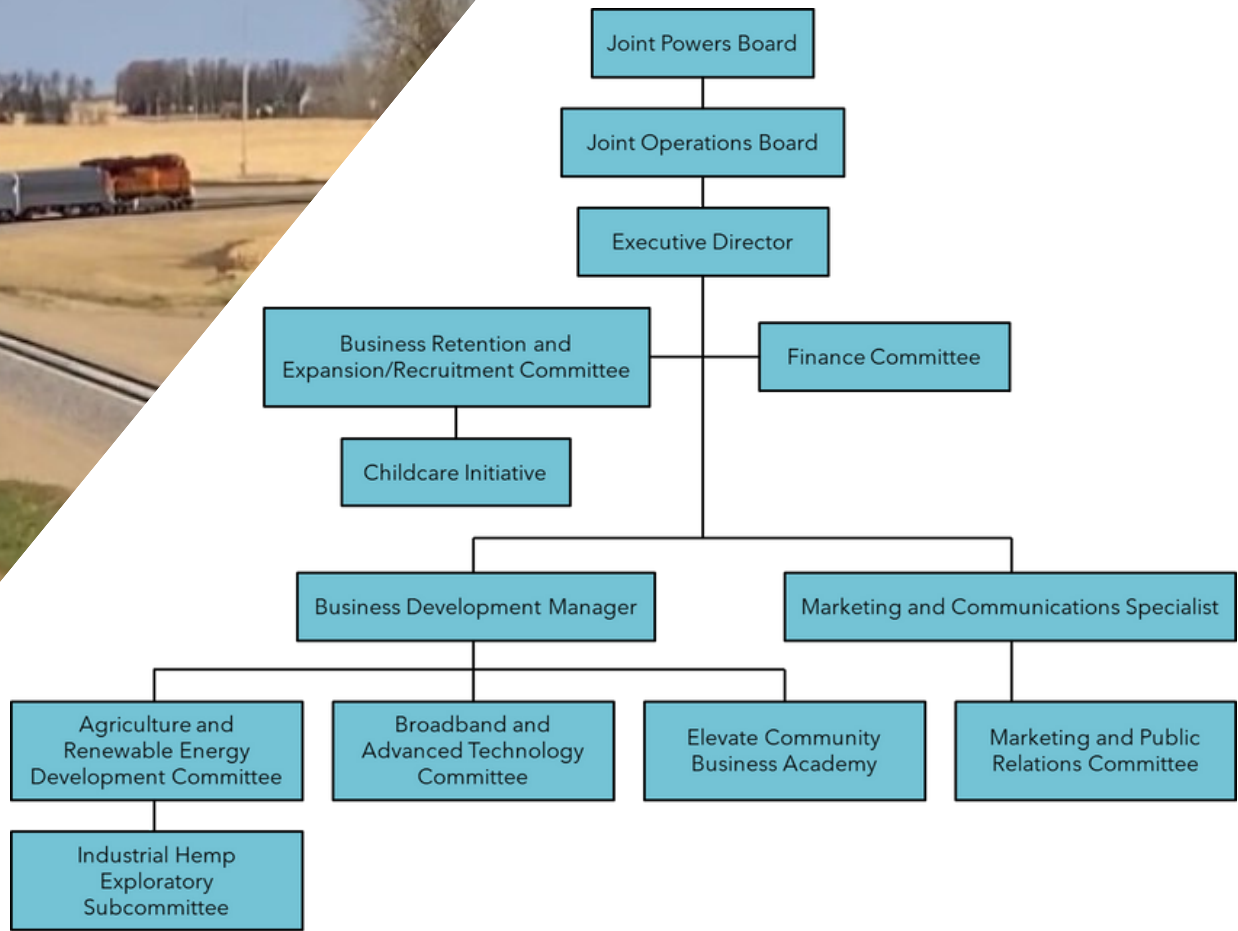 Joint Powers Board
Joint Operations Board
Executive Director
Business Retention and
Expansion/Recruitment Committee
Finance Committee
Childcare Initiative
Business Development Manager
Marketing and Communications Specialist
Agriculture and
Renewable Energy
Development Committee
Broadband and
Advanced Technology
Committee
Elevate Community
Business Academy
Marketing and Public
Relations Committee
Industrial Hemp
Exploratory
Subcommittee